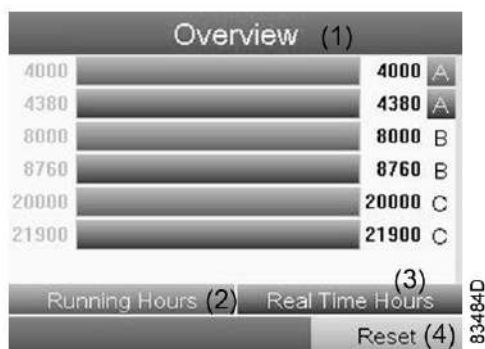 Overview (1)
4000 4000 A
4380 4380 A
8000 8000 B
8760 8760 B
20000 20000 C
21900 21900 C
(3)
Running Hours (2) Real Time Hours
Reset (4)
83484D